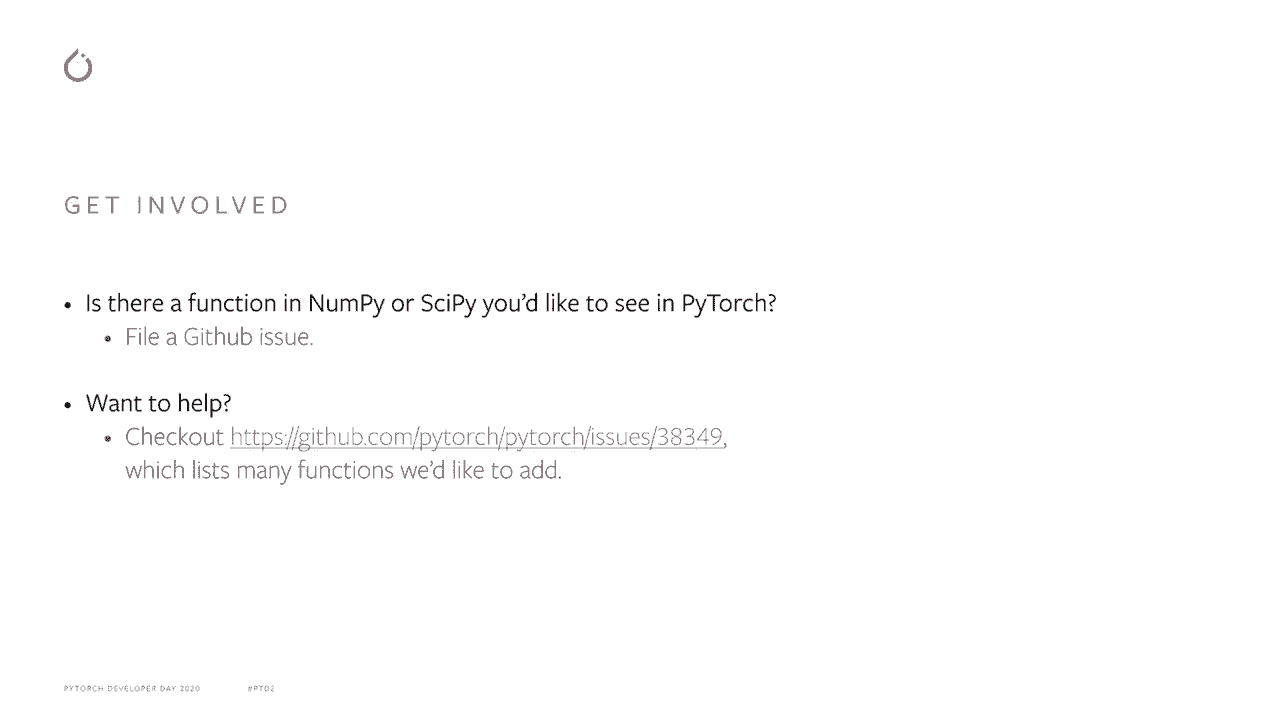 GET INVOLVED
• Is there a function in NumPy or SciPy you’d like to see in PyTorch?
• File a Github issue.
• Want to help?
• Checkout https://github.com/pytorch/pytorch/issues/38349,
which lists many functions we’d like to add.
PYTORCH DEVELOPER DAY 2020 #PTD2